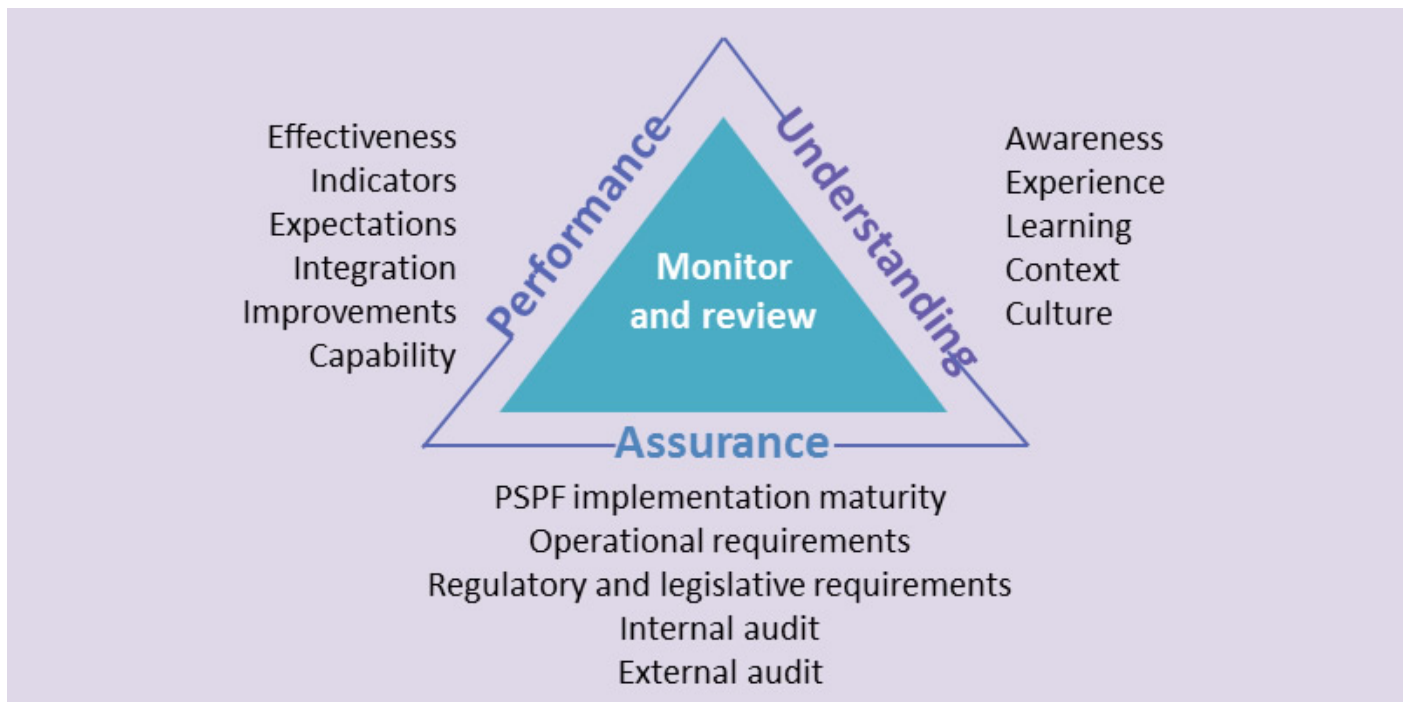 Performance
Effectiveness
Indicators
Expectations
Integration
Improvements
Capability
Monitor
and review
Understanding
Awareness
Experience
Learning
Context
Culture
Assurance
PSPF implementation maturity
Operational requirements
Regulatory and legislative requirements
Internal audit
External audit